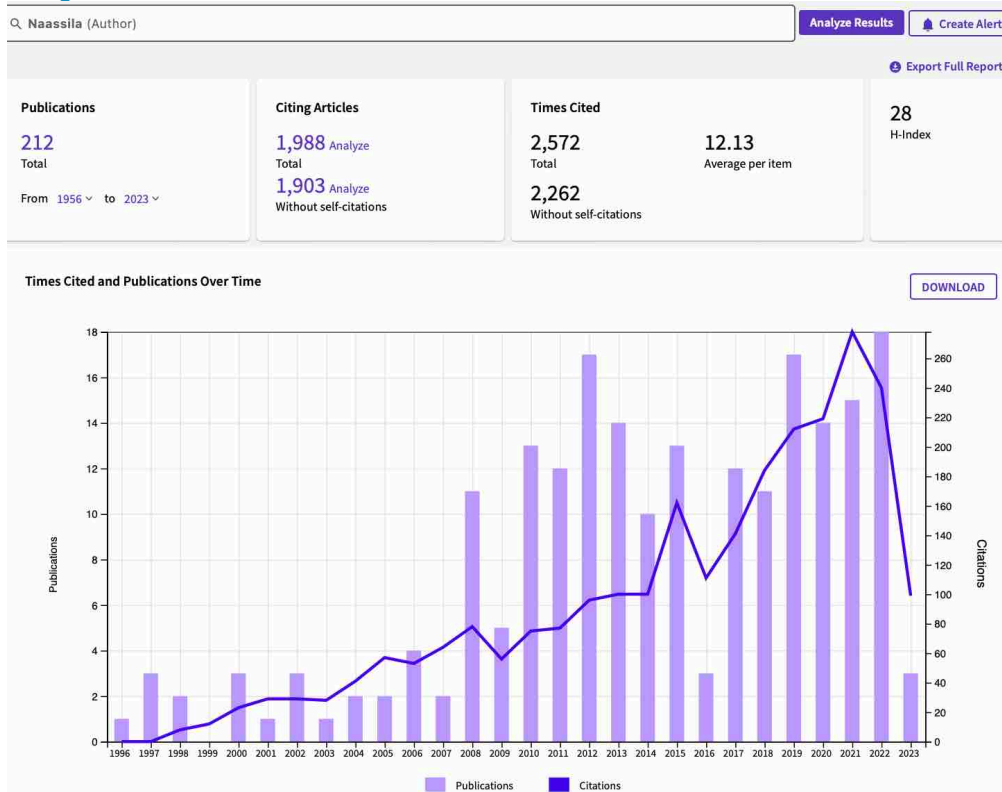 Naassila (Author)
Analyze Results
Create Alert
Export Full Report
Publications
212
Total
From 1956 to 2023
Citing Articles
1,988 Analyze
Total
1,903 Analyze
Without self-citations
Times Cited
2,572
Total
2,262
Without self-citations
12.13
Average per item
28
H-Index
Times Cited and Publications Over Time
DOWNLOAD
Publications
18
16
14
12
10
8
6
4
2
0
260
240
220
200
180
160
140
120
100
80
60
40
20
0
Citations
1996 1997 1998 1999 2000 2001 2002 2003 2004 2005 2006 2007 2008 2009 2010 2011 2012 2013 2014 2015 2016 2017 2018 2019 2020 2021 2022 2023
Publications Citations